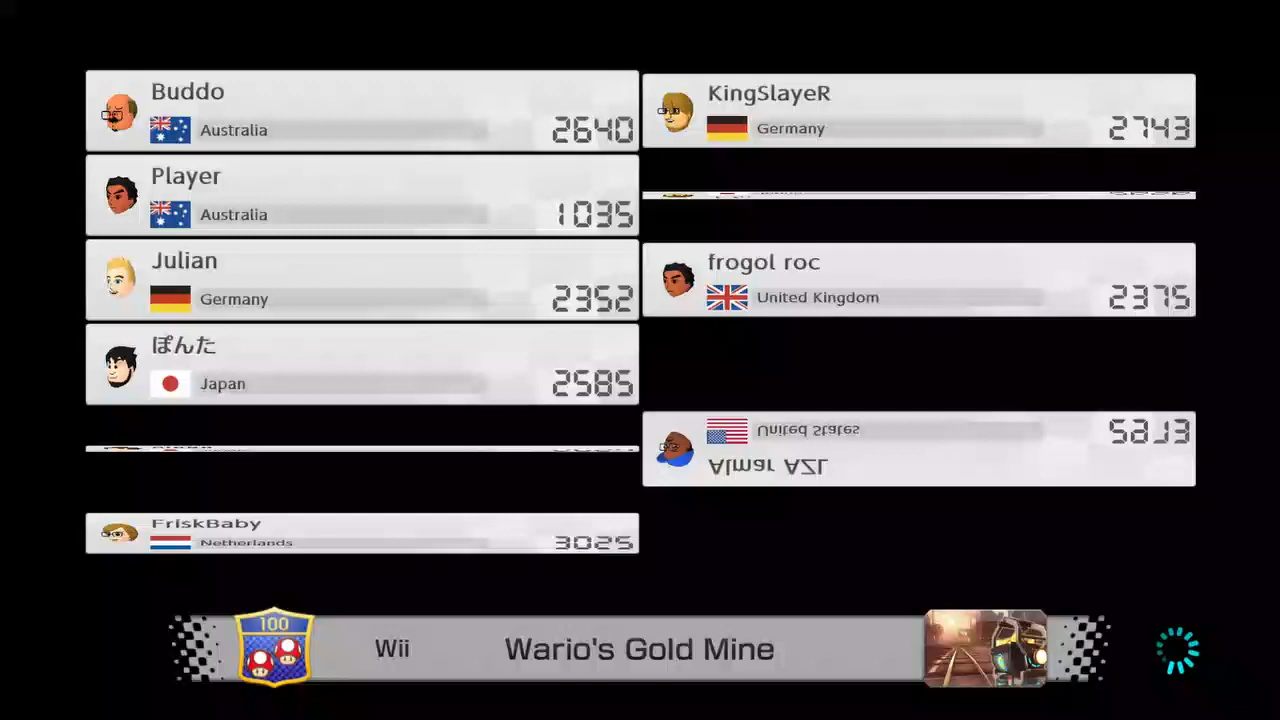 Buddo
Australia 2640
Player
Australia 1035
Julian
Germany 2352
ぽんた
Japan 2585
FriskBaby
Netherlands 3025
KingSlayeR
Germany 2743
frogol roc
United Kingdom 2375
United States
Almar AZL
100
Wii Wario's Gold Mine